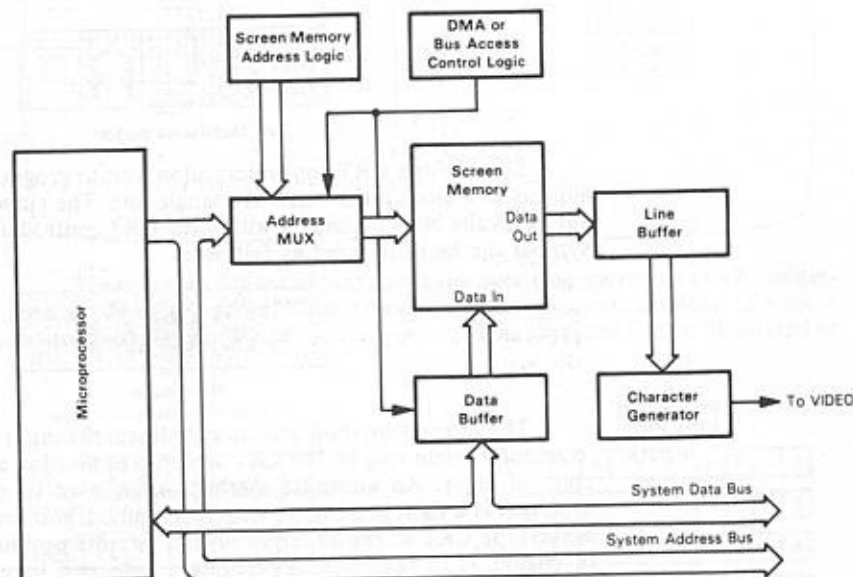 Screen Memory
Address Logic
DMA or
Bus Access
Control Logic
Microprocessor
Address
MUX
Screen
Memory
Data
Out
Data In
Line
Buffer
Data
Buffer
Character
Generator
To VIDEO
System Data Bus
System Address Bus